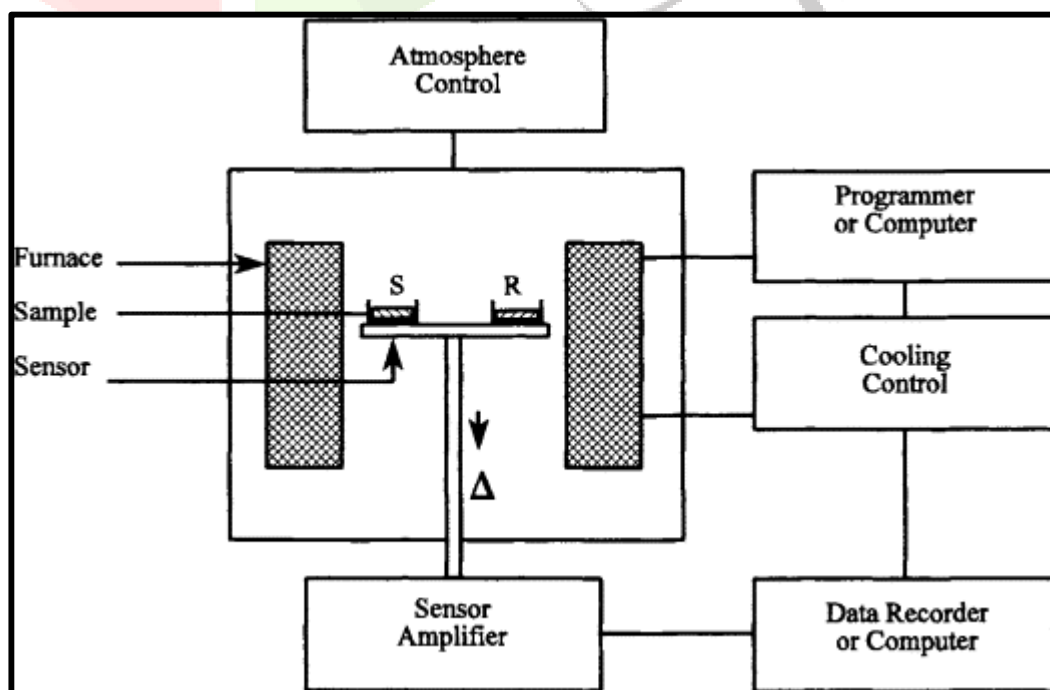 Atmosphere
Control
Programmer
or Computer
Furnace
S
R
Sample
Sensor
Cooling
Control
Δ
Sensor
Amplifier
Data Recorder
or Computer